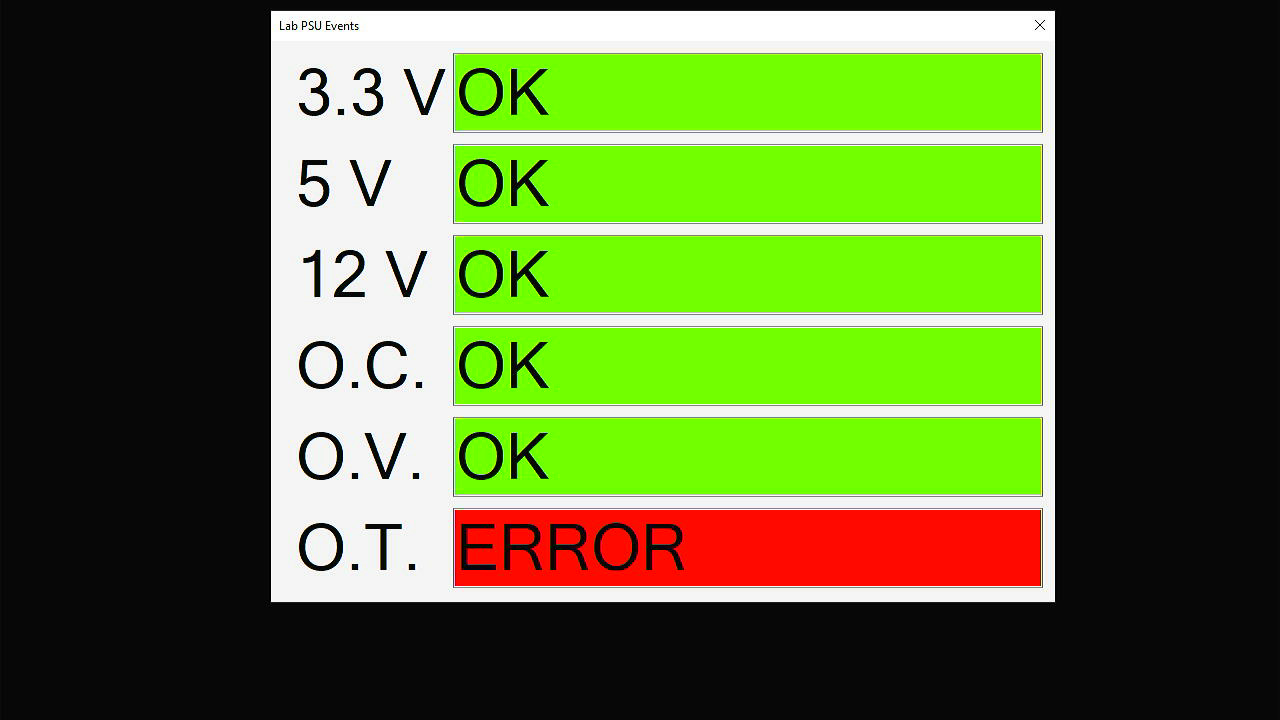 Lab PSU Events
3.3 V OK
5 V OK
12 V OK
O.C. OK
O.V. OK
O.T. ERROR